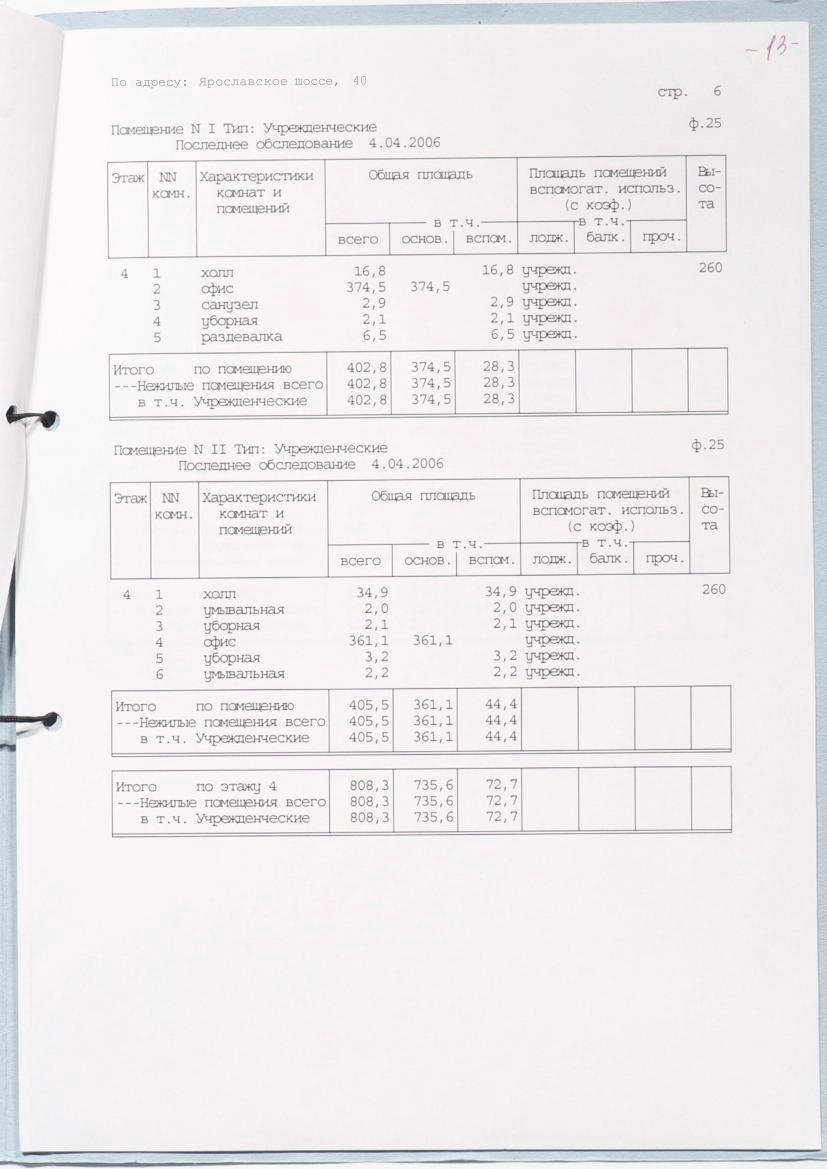 -13-
По адресу: Ярославское шоссе, 40
стр. 6
Помещение N I Тип: Учрежденческие ф.25
Последнее обследование 4.04.2006
Этаж NN Характеристики Общая площадь Площадь помещений Вы-
комн. комнат и вспомогат. использ. со-
помещений (с коэф.) та
в т.ч. в т.ч.
всего основ. вспом. лодж. балк. проч.
4 1 холл 16,8 16,8 учрежд. 260
2 офис 374,5 374,5 учрежд.
3 санузел 2,9 2,9 учрежд.
4 уборная 2,1 2,1 учрежд.
5 раздевалка 6,5 6,5 учрежд.
Итого по помещению 402,8 374,5 28,3
---Нежилые помещения всего 402,8 374,5 28,3
в т.ч. Учрежденческие 402,8 374,5 28,3
Помещение N II Тип: Учрежденческие ф.25
Последнее обследование 4.04.2006
Этаж NN Характеристики Общая площадь Площадь помещений Вы-
комн. комнат и вспомогат. использ. со-
помещений (с коэф.) та
в т.ч. в т.ч.
всего основ. вспом. лодж. балк. проч.
4 1 холл 34,9 34,9 учрежд. 260
2 умывальная 2,0 2,0 учрежд.
3 уборная 2,1 2,1 учрежд.
4 офис 361,1 361,1 учрежд.
5 уборная 3,2 3,2 учрежд.
6 умывальная 2,2 2,2 учрежд.
Итого по помещению 405,5 361,1 44,4
---Нежилые помещения всего 405,5 361,1 44,4
в т.ч. Учрежденческие 405,5 361,1 44,4
Итого по этажу 4 808,3 735,6 72,7
---Нежилые помещения всего 808,3 735,6 72,7
в т.ч. Учрежденческие 808,3 735,6 72,7